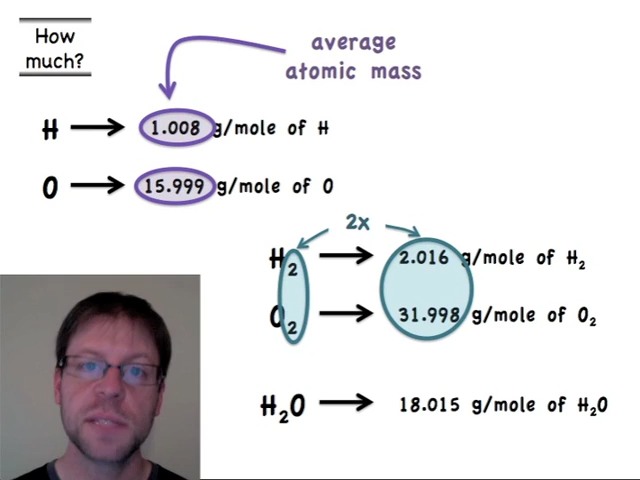 How
much?
average
atomic mass
H 1.008 g/mole of H
O 15.999 g/mole of O
2x
H₂ 2.016 g/mole of H₂
O₂ 31.998 g/mole of O₂
H₂O 18.015 g/mole of H₂O